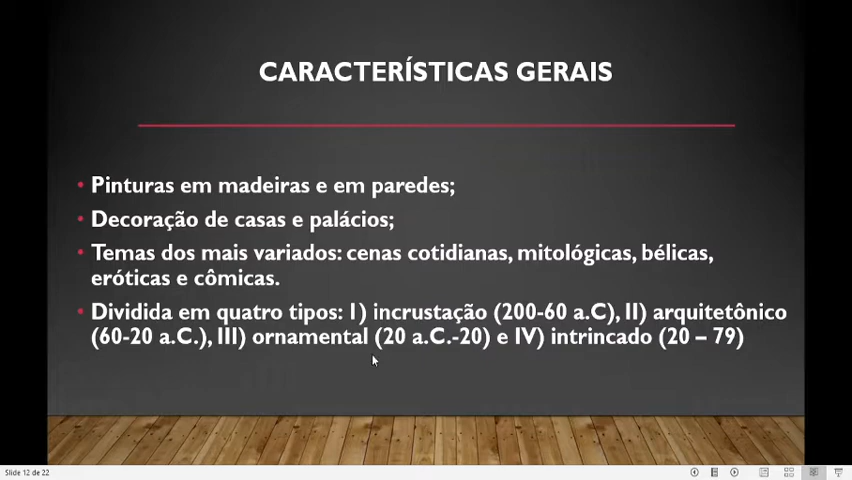 CARACTERÍSTICAS GERAIS
• Pinturas em madeiras e em paredes;
• Decoração de casas e palácios;
• Temas dos mais variados: cenas cotidianas, mitológicas, bélicas,
eróticas e cômicas.
• Dividida em quatro tipos: 1) incrustação (200-60 a.C), II) arquitetônico
(60-20 a.C.), III) ornamental (20 a.C.-20) e IV) intrincado (20 – 79)
Slide 12 de 22